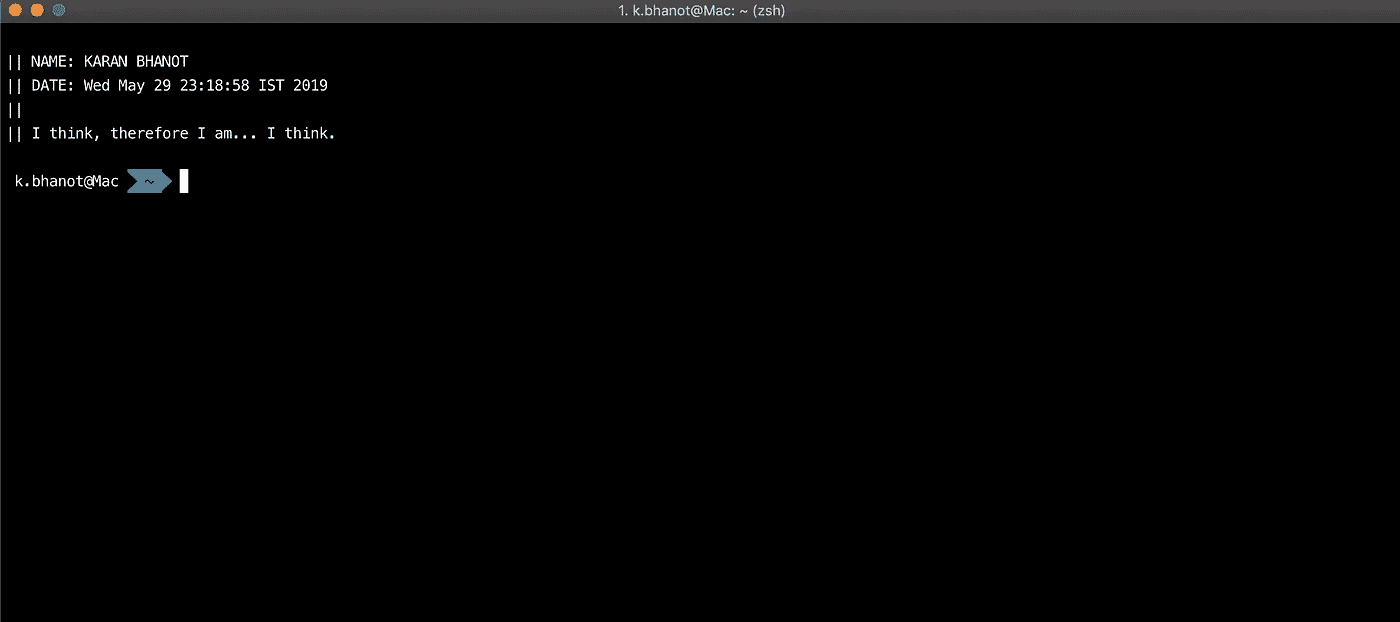 1. k.bhanot@Mac: ~ (zsh)
|| NAME: KARAN BHANOT
|| DATE: Wed May 29 23:18:58 IST 2019
||
|| I think, therefore I am... I think.
k.bhanot@Mac ~